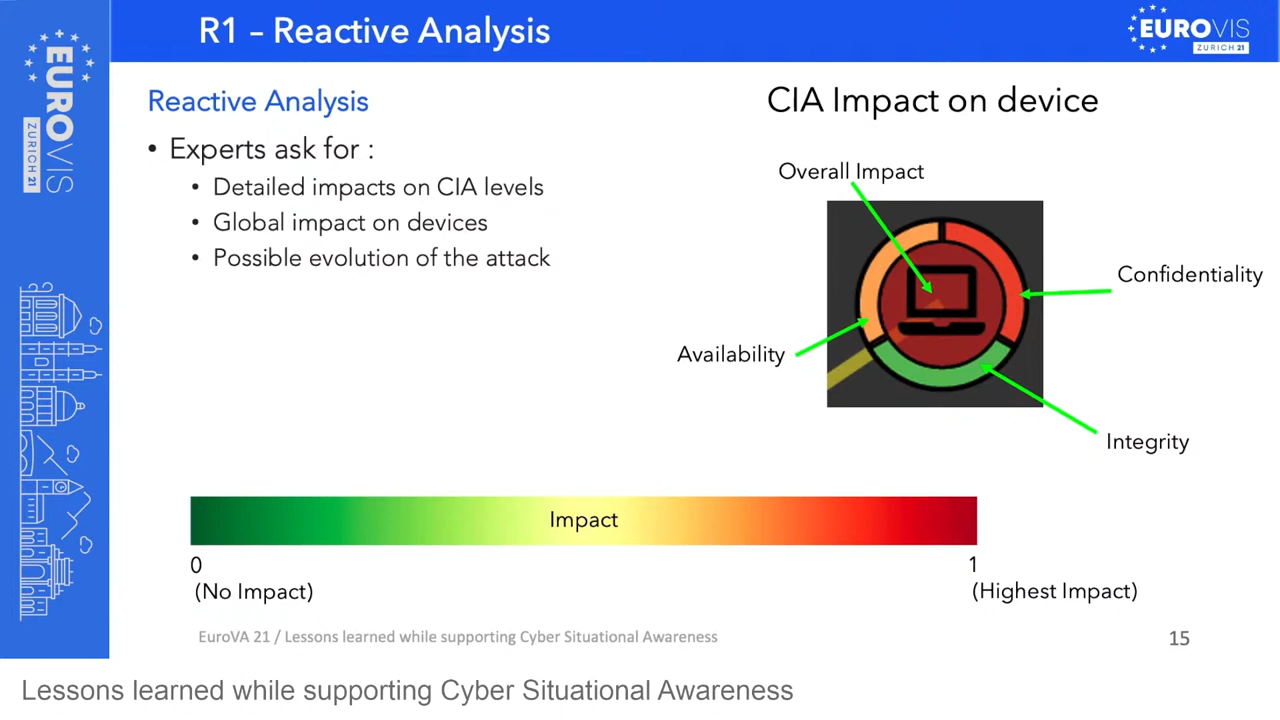 R1 – Reactive Analysis
EUROVIS
ZURICH 21
EUROVIS
ZURICH 21
Reactive Analysis
• Experts ask for :
• Detailed impacts on CIA levels
• Global impact on devices
• Possible evolution of the attack
CIA Impact on device
Overall Impact
Confidentiality
Availability
Integrity
Impact
0
(No Impact)
1
(Highest Impact)
EuroVA 21 / Lessons learned while supporting Cyber Situational Awareness
15
Lessons learned while supporting Cyber Situational Awareness